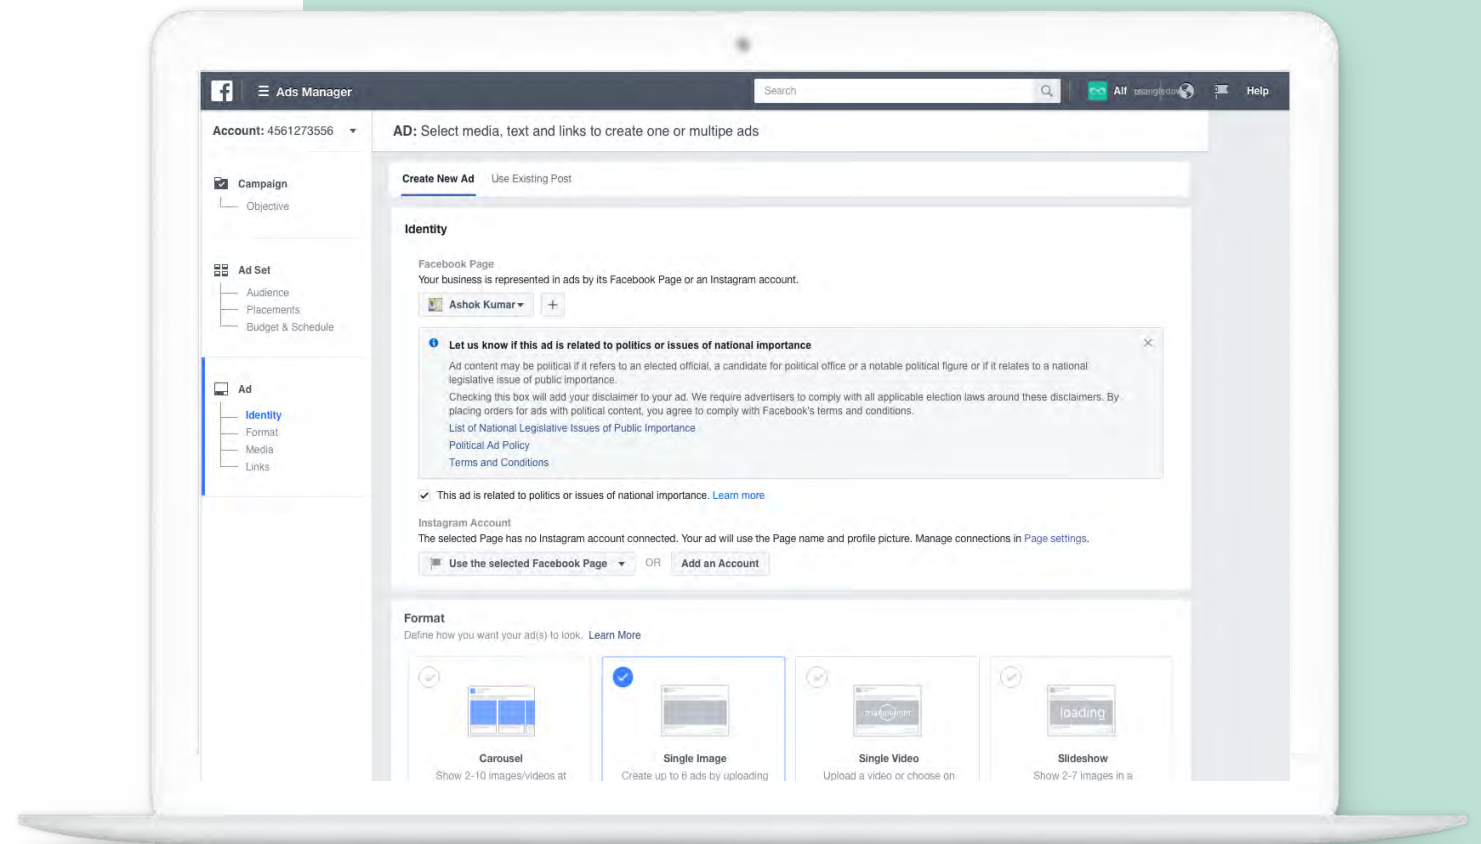 f
Ads Manager
Search
Alf
Help
Account: 4561273556
AD: Select media, text and links to create one or multipe ads
Campaign
Objective
Ad Set
Audience
Placements
Budget & Schedule
Ad
Identity
Format
Media
Links
Create New Ad Use Existing Post
Identity
Facebook Page
Your business is represented in ads by its Facebook Page or an Instagram account.
Ashok Kumar
Let us know if this ad is related to politics or issues of national importance
Ad content may be political if it refers to an elected official, a candidate for political office or a notable political figure or if it relates to a national
legislative issue of public importance.
Checking this box will add your disclaimer to your ad. We require advertisers to comply with all applicable election laws around these disclaimers. By
placing orders for ads with political content, you agree to comply with Facebook's terms and conditions.
List of National Legislative Issues of Public Importance
Political Ad Policy
Terms and Conditions
This ad is related to politics or issues of national importance. Learn more
Instagram Account
The selected Page has no Instagram account connected. Your ad will use the Page name and profile picture. Manage connections in Page settings.
Use the selected Facebook Page OR Add an Account
Format
Define how you want your ad(s) to look. Learn More
loading
Carousel
Show 2-10 images/videos at
Single Image
Create up to 6 ads by uploading
Single Video
Upload a video or choose on
Slideshow
Show 2-7 images in a